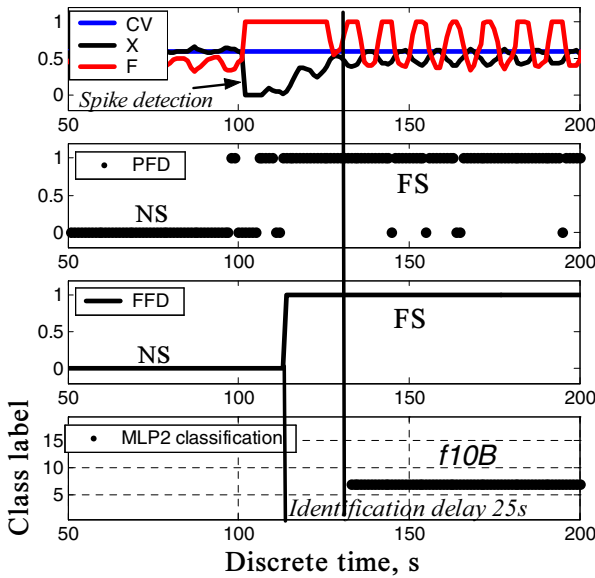 1
0.5
0
CV
X
F
Spike detection
50 100 150 200
1
0.5
0
PFD
NS
FS
50 100 150 200
1
0.5
0
FFD
NS
FS
50 100 150 200
Class label
15
10
5
MLP2 classification
f10B
Identification delay 25s
50 100 150 200
Discrete time, s